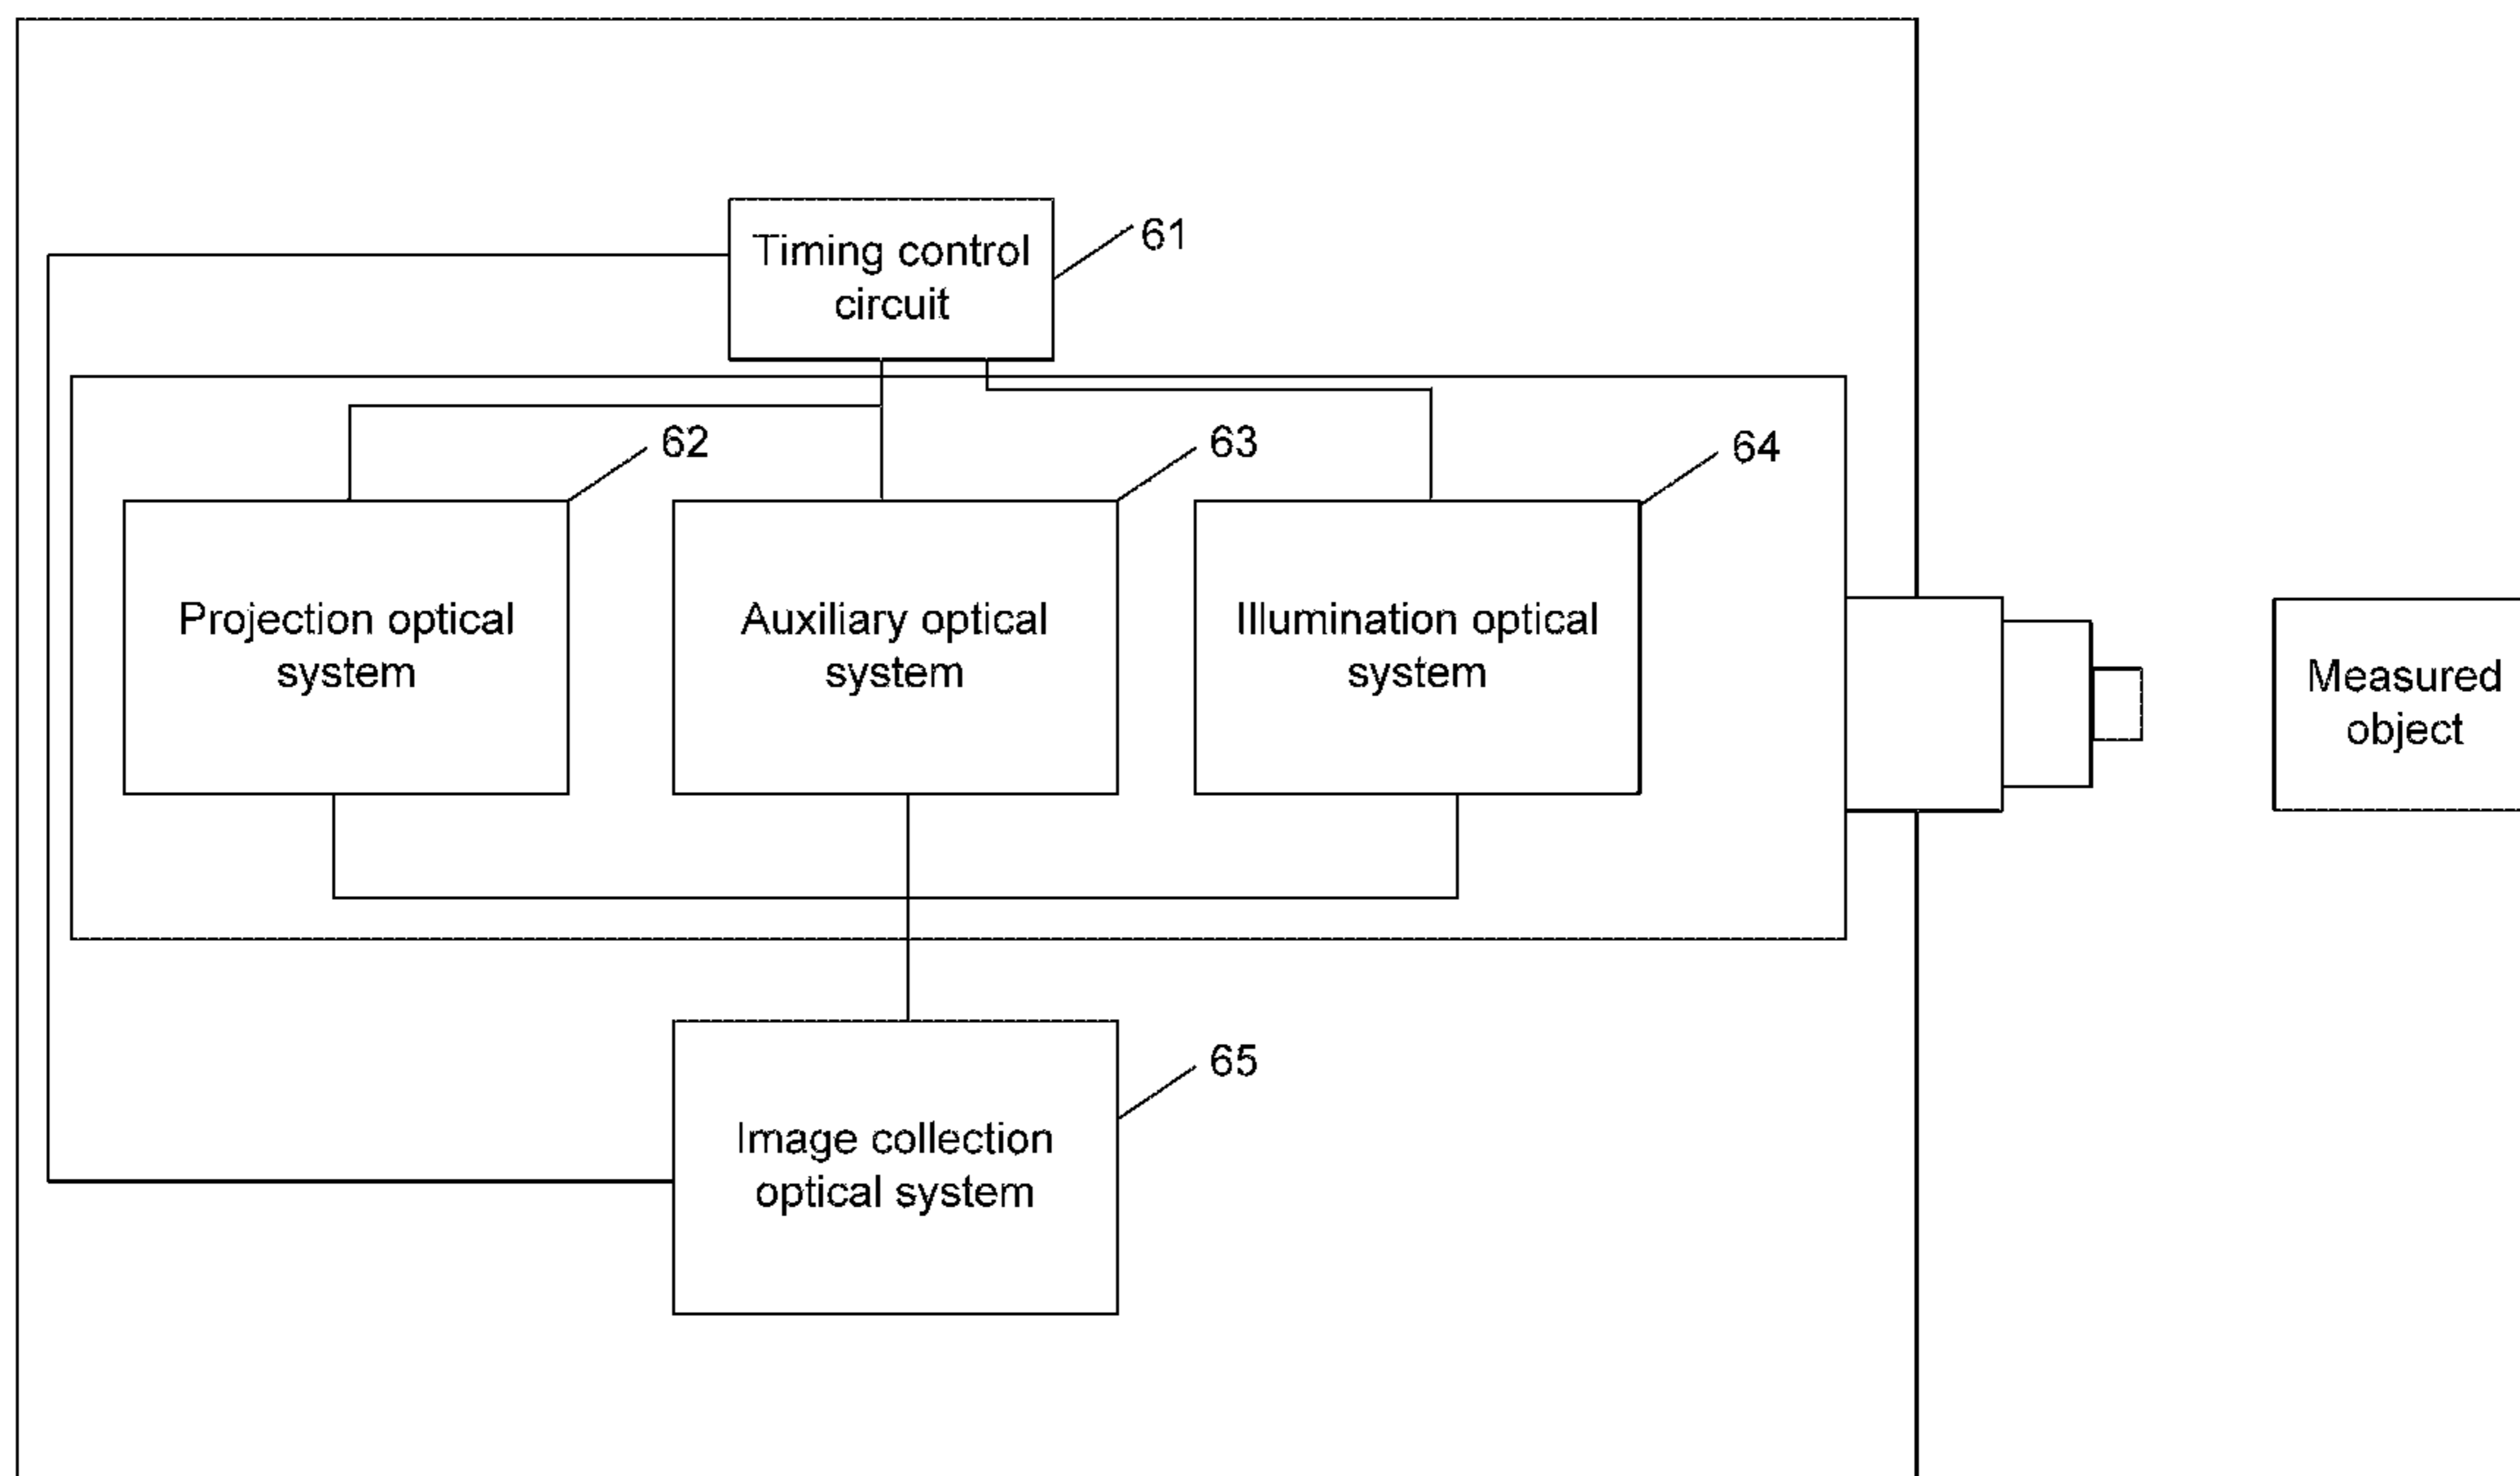 Timing control
circuit
61
62
63
64
Projection optical
system
Auxiliary optical
system
Illumination optical
system
Measured
object
65
Image collection
optical system